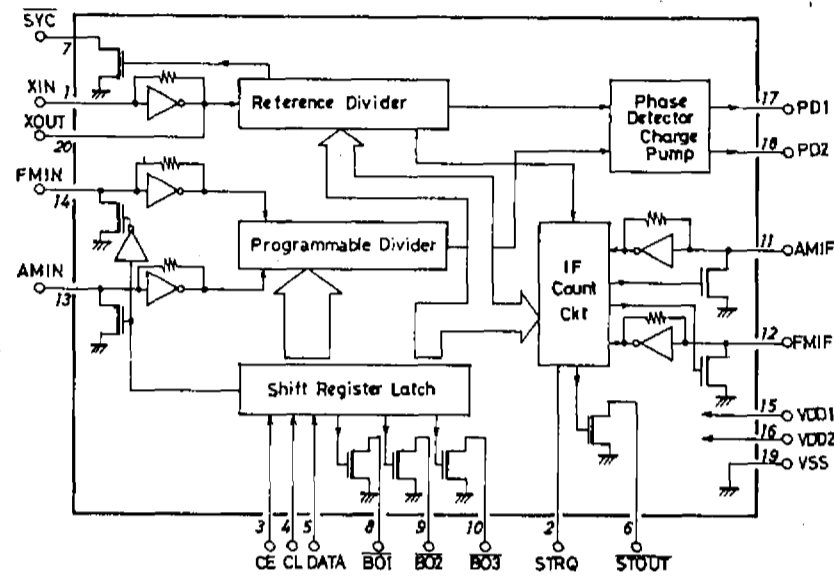 SYC
7
XIN
1
XOUT
20
FMIN
14
AMIN
13
Reference Divider
Programmable Divider
Shift Register Latch
Phase
Detector
Charge
Pump
IF
Count
Ckt
17
PD1
18
PD2
11
AMIF
12
FMIF
15
VDD1
16
VDD2
19
VSS
3 4 5 8 9 10 2 6
CE CL DATA BO1 BO2 BO3 STRQ STOUT